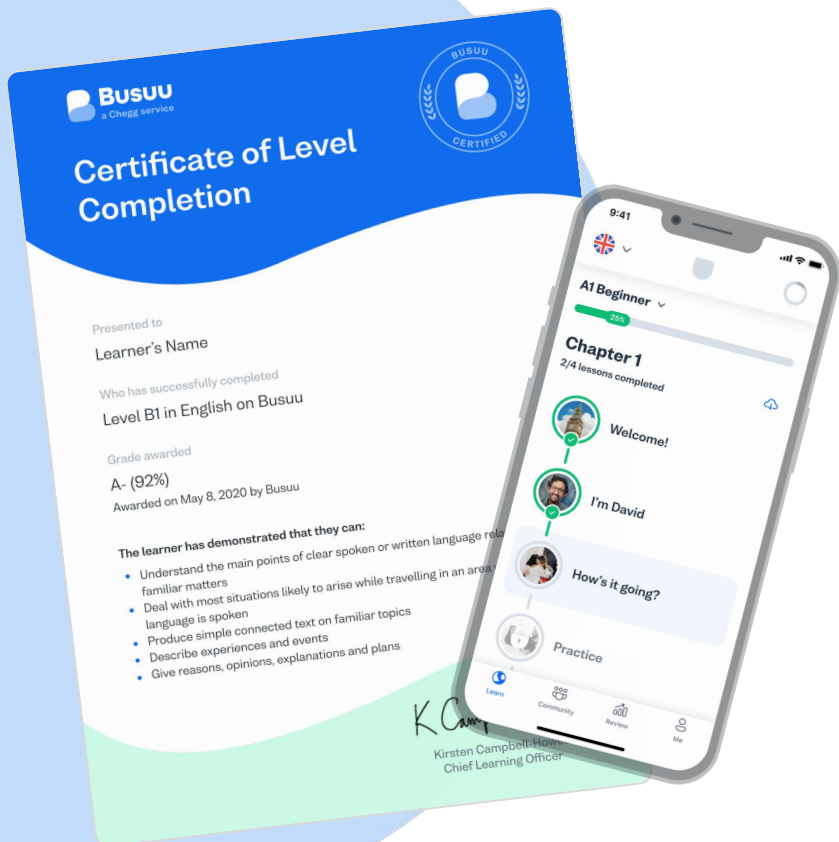 Busuu
a Chegg service
BUSUU
CERTIFIED
Certificate of Level
Completion
Presented to
Learner's Name
Who has successfully completed
Level B1 in English on Busuu
Grade awarded
A- (92%)
Awarded on May 8, 2020 by Busuu
The learner has demonstrated that they can:
• Understand the main points of clear spoken or written language
familiar matters
• Deal with most situations likely to arise while travelling in an area
language is spoken
• Produce simple connected text on familiar topics
• Describe experiences and events
• Give reasons, opinions, explanations and plans
Kirsten Campbell-Howe
Chief Learning Officer
9:41
A1 Beginner
25%
Chapter 1
2/4 lessons completed
Welcome!
I'm David
How's it going?
Practice
Learn
Community
Review
Me